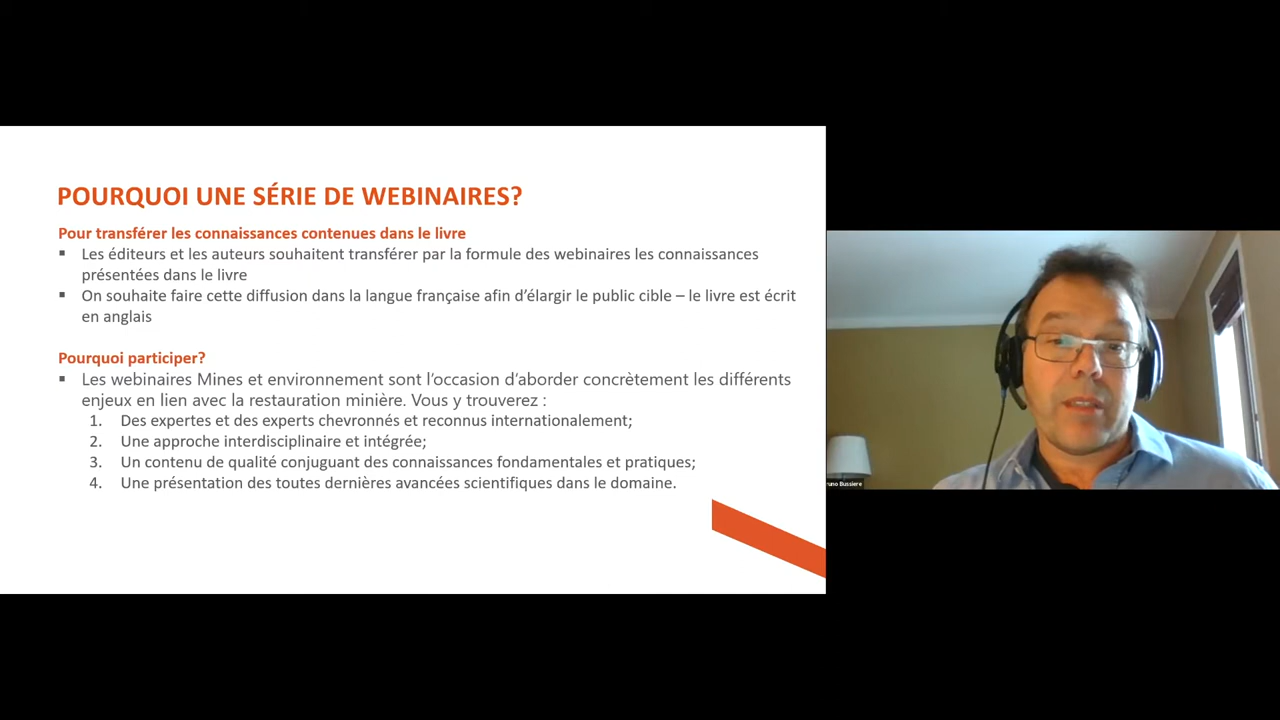 POURQUOI UNE SÉRIE DE WEBINAIRES?
Pour transférer les connaissances contenues dans le livre
▪ Les éditeurs et les auteurs souhaitent transférer par la formule des webinaires les connaissances
présentées dans le livre
▪ On souhaite faire cette diffusion dans la langue française afin d’élargir le public cible – le livre est écrit
en anglais
Pourquoi participer?
▪ Les webinaires Mines et environnement sont l’occasion d’aborder concrètement les différents
enjeux en lien avec la restauration minière. Vous y trouverez :
1. Des expertes et des experts chevronnés et reconnus internationalement;
2. Une approche interdisciplinaire et intégrée;
3. Un contenu de qualité conjuguant des connaissances fondamentales et pratiques;
4. Une présentation des toutes dernières avancées scientifiques dans le domaine.
runo Bussiere